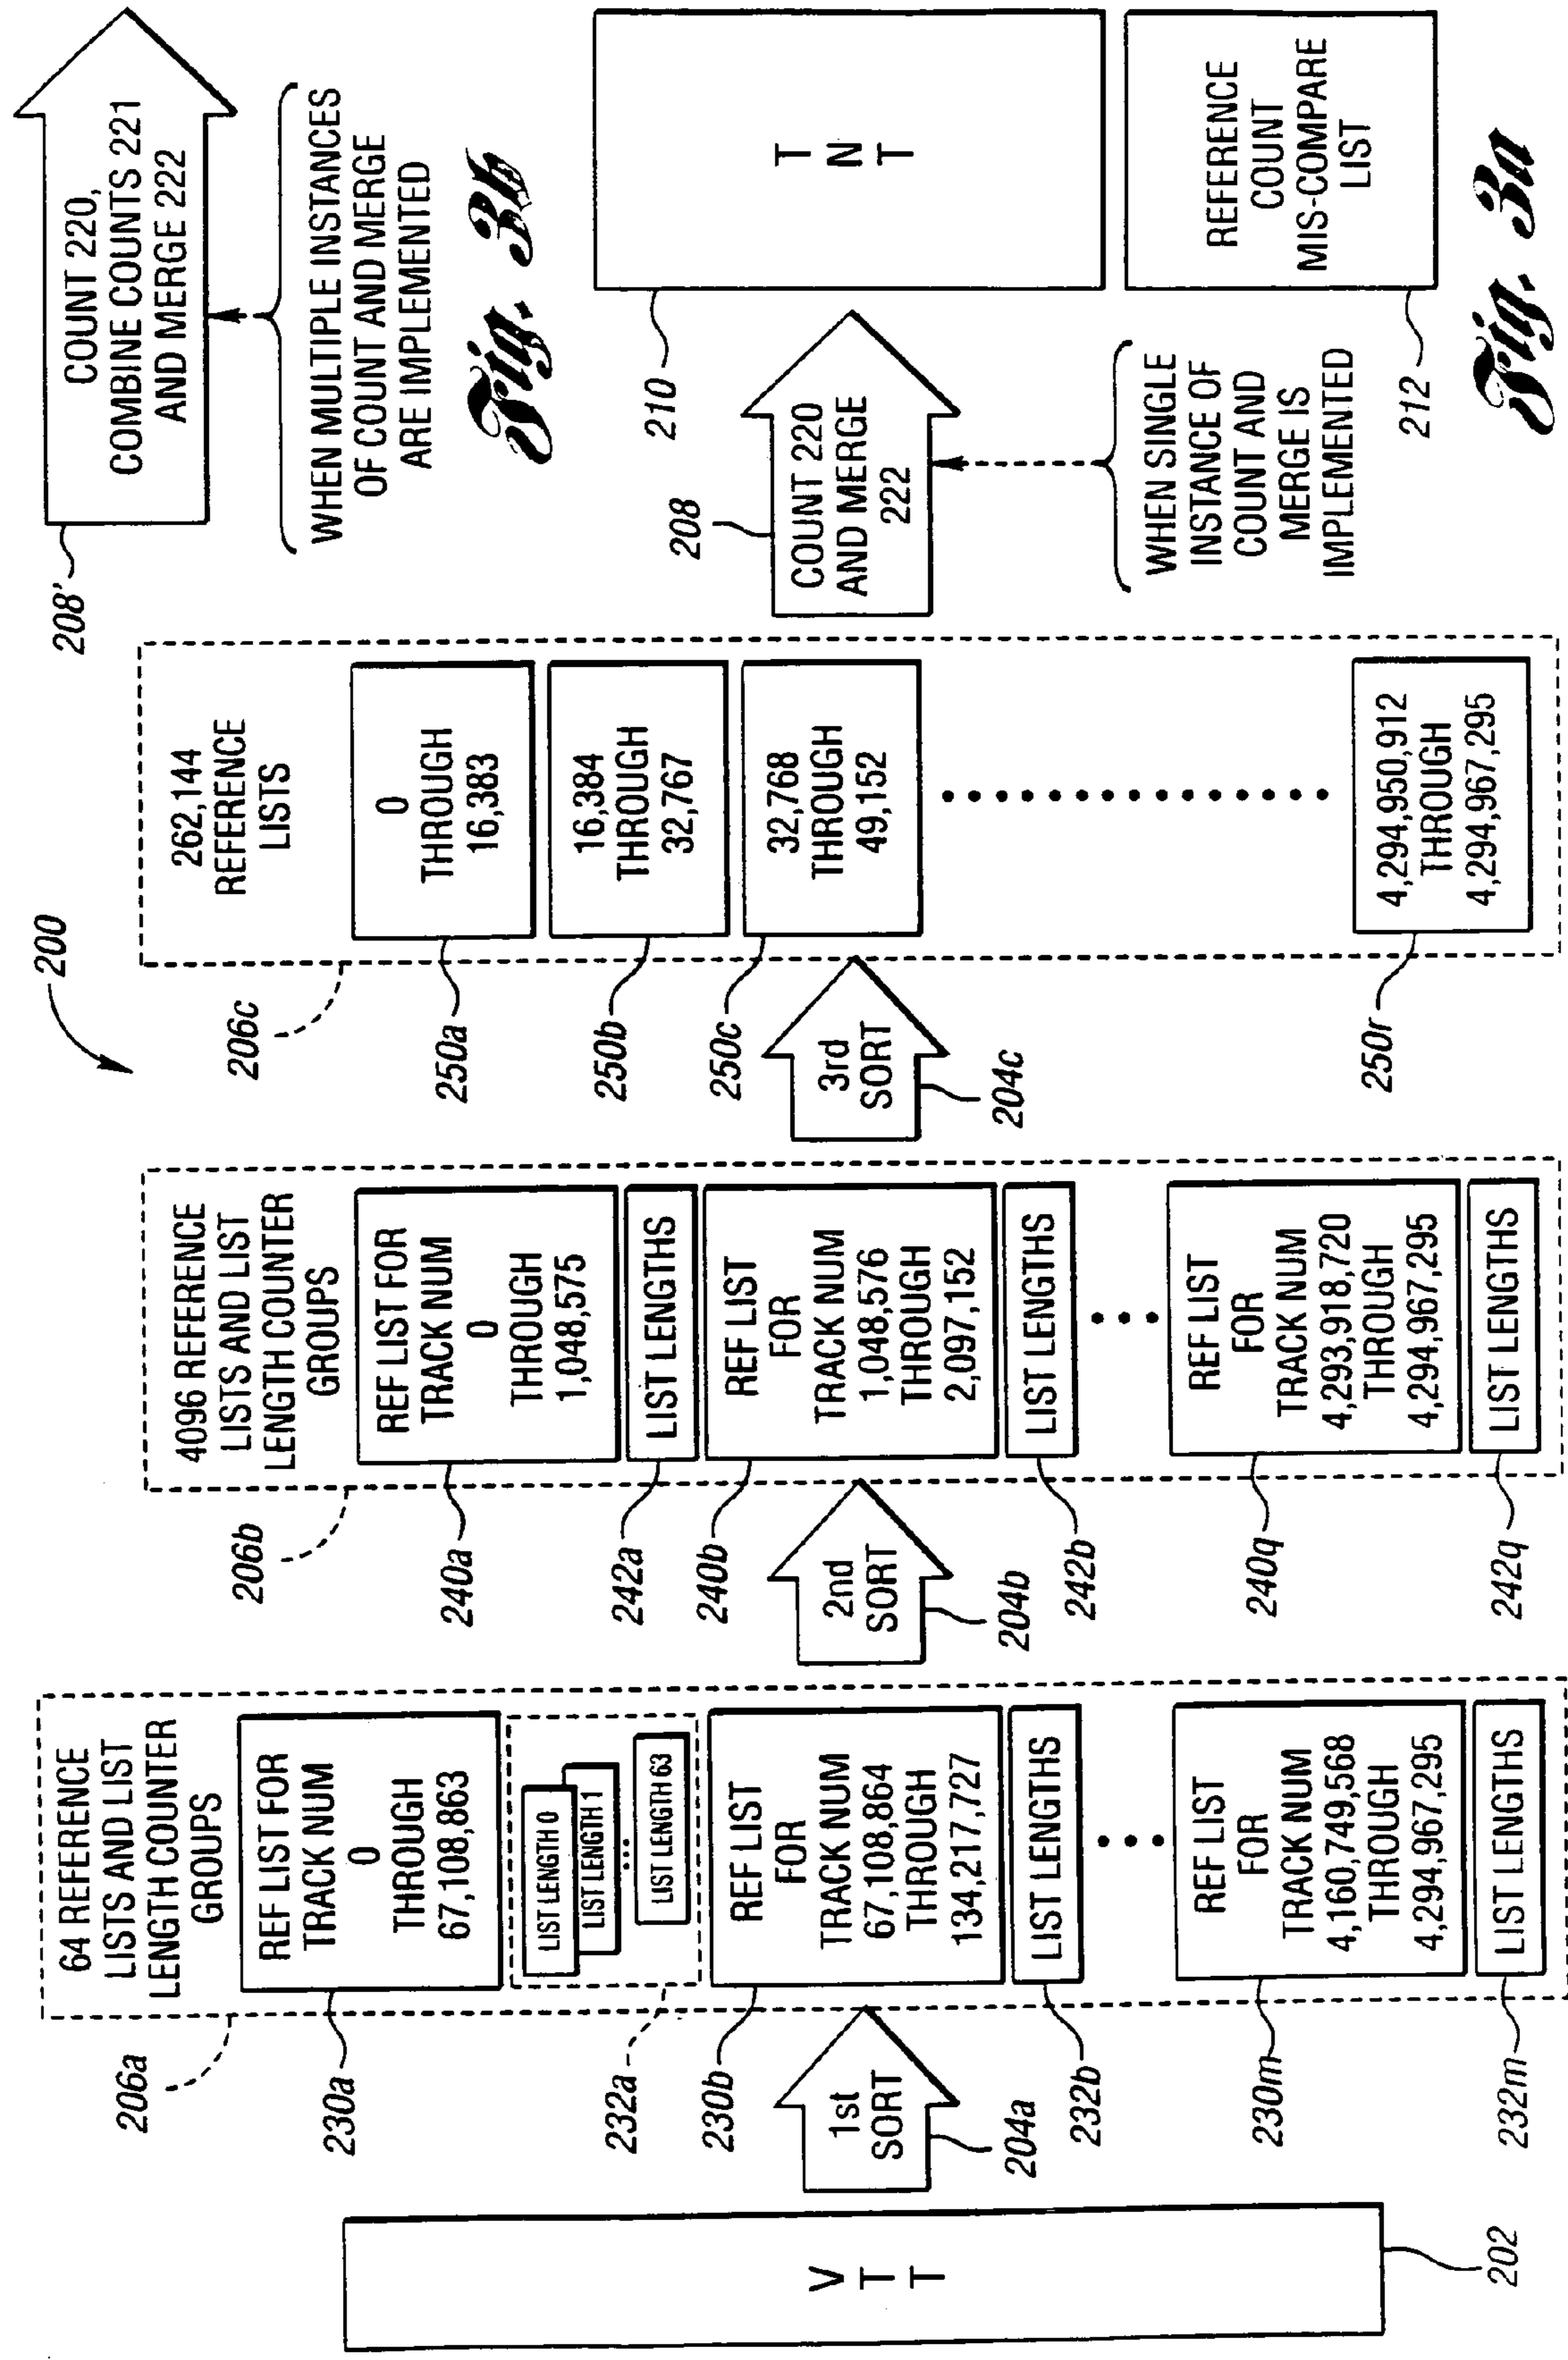 200
VTT
202
1st
SORT
204a
206a
64 REFERENCE
LISTS AND LIST
LENGTH COUNTER
GROUPS
230a
REF LIST FOR
TRACK NUM
0
THROUGH
67,108,863
232a
LIST LENGTH 0
LIST LENGTH 1
LIST LENGTH 63
230b
REF LIST
FOR
TRACK NUM
67,108,864
THROUGH
134,217,727
232b
LIST LENGTHS
230m
REF LIST
FOR
TRACK NUM
4,160,749,568
THROUGH
4,294,967,295
232m
LIST LENGTHS
2nd
SORT
204b
206b
4096 REFERENCE
LISTS AND LIST
LENGTH COUNTER
GROUPS
240a
REF LIST FOR
TRACK NUM
0
THROUGH
1,048,575
242a
LIST LENGTHS
240b
REF LIST
FOR
TRACK NUM
1,048,576
THROUGH
2,097,152
242b
LIST LENGTHS
240q
REF LIST
FOR
TRACK NUM
4,293,918,720
THROUGH
4,294,967,295
242q
LIST LENGTHS
3rd
SORT
204c
206c
262,144
REFERENCE
LISTS
250a
0
THROUGH
16,383
250b
16,384
THROUGH
32,767
250c
32,768
THROUGH
49,152
250r
4,294,950,912
THROUGH
4,294,967,295
208'
COUNT 220,
COMBINE COUNTS 221
AND MERGE 222
WHEN MULTIPLE INSTANCES
OF COUNT AND MERGE
ARE IMPLEMENTED
Fig. 3b
208
COUNT 220
AND MERGE
222
WHEN SINGLE
INSTANCE OF
COUNT AND
MERGE IS
IMPLEMENTED
210
TNT
212
REFERENCE
COUNT
MIS-COMPARE
LIST
Fig. 3a